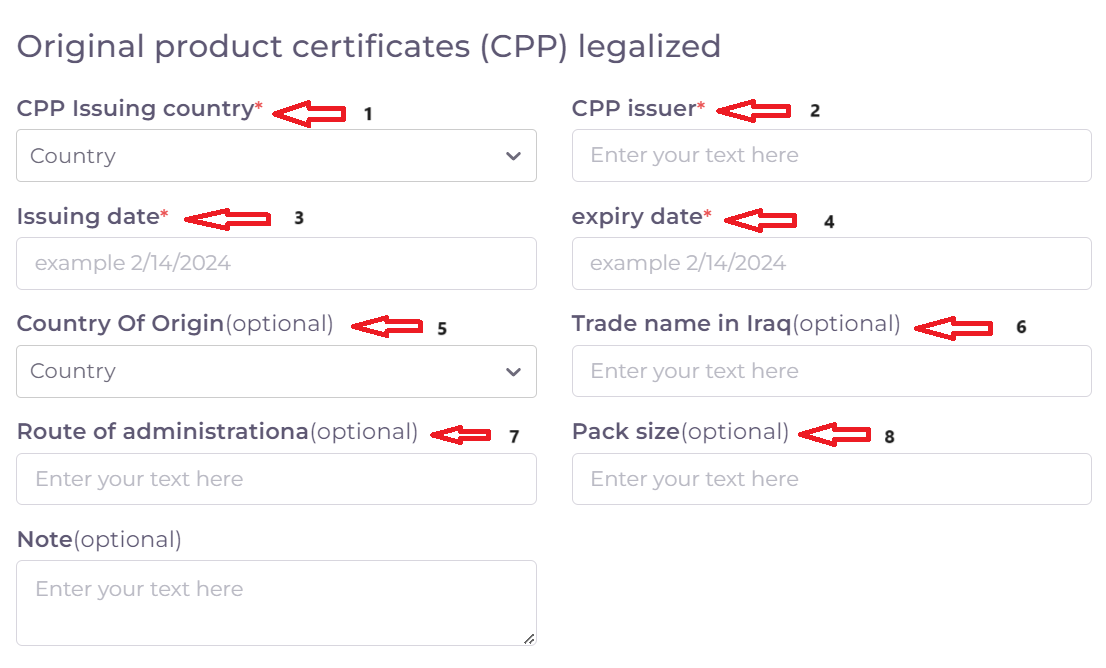 Original product certificates (CPP) legalized
CPP Issuing country* 1
CPP issuer* 2
Country
Enter your text here
Issuing date* 3
expiry date* 4
example 2/14/2024
example 2/14/2024
Country Of Origin(optional) 5
Trade name in Iraq(optional) 6
Country
Enter your text here
Route of administrationa(optional) 7
Pack size(optional) 8
Enter your text here
Enter your text here
Note(optional)
Enter your text here